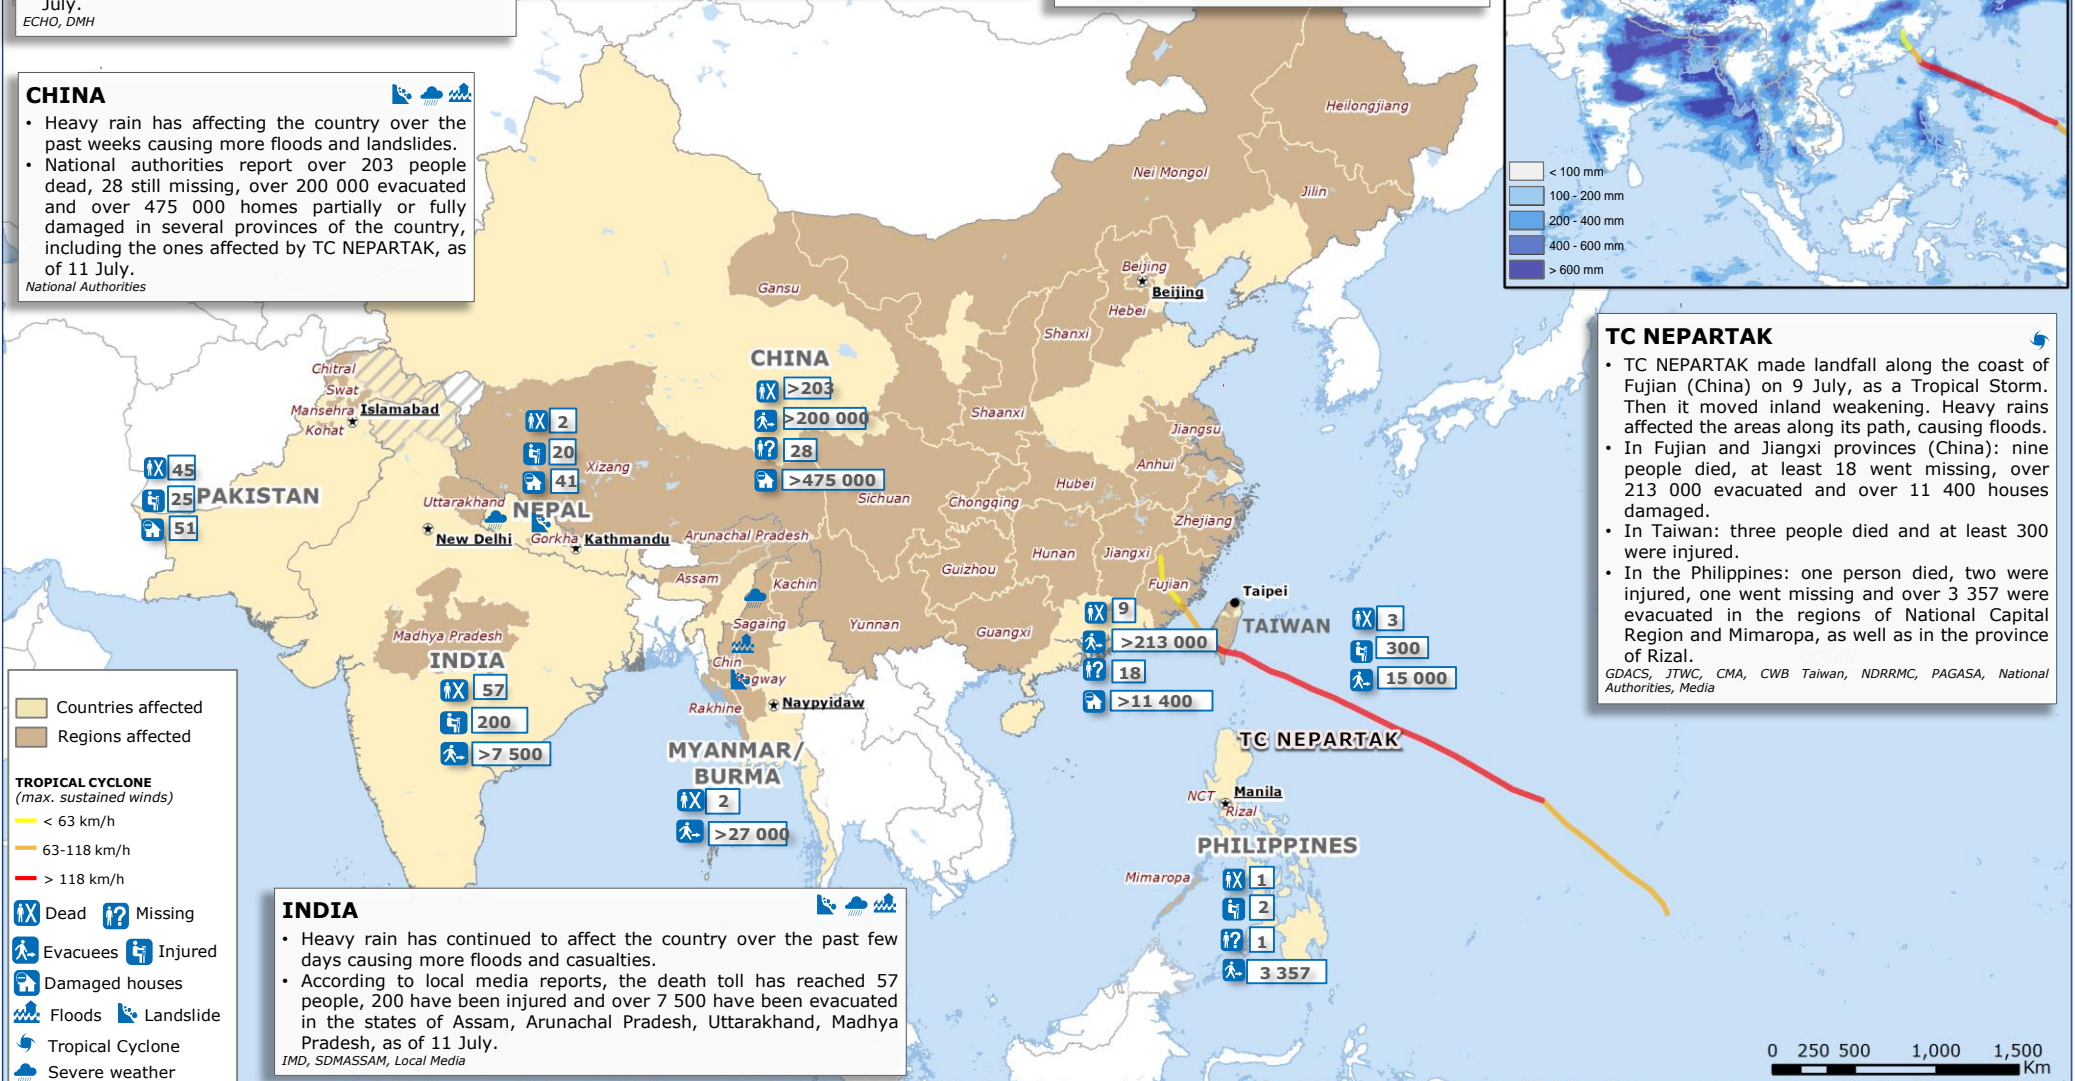 July.
ECHO, DMH
CHINA
• Heavy rain has affecting the country over the
past weeks causing more floods and landslides.
• National authorities report over 203 people
dead, 28 still missing, over 200 000 evacuated
and over 475 000 homes partially or fully
damaged in several provinces of the country,
including the ones affected by TC NEPARTAK, as
of 11 July.
National Authorities
< 100 mm
100 - 200 mm
200 - 400 mm
400 - 600 mm
> 600 mm
TC NEPARTAK
• TC NEPARTAK made landfall along the coast of
Fujian (China) on 9 July, as a Tropical Storm.
Then it moved inland weakening. Heavy rains
affected the areas along its path, causing floods.
• In Fujian and Jiangxi provinces (China): nine
people died, at least 18 went missing, over
213 000 evacuated and over 11 400 houses
damaged.
• In Taiwan: three people died and at least 300
were injured.
• In the Philippines: one person died, two were
injured, one went missing and over 3 357 were
evacuated in the regions of National Capital
Region and Mimaropa, as well as in the province
of Rizal.
GDACS, JTWC, CMA, CWB Taiwan, NDRRMC, PAGASA, National
Authorities, Media
Heilongjiang
Nei Mongol
Jilin
Beijing
Beijing
Hebei
Gansu
Shanxi
CHINA
>203
>200 000
28
>475 000
Shaanxi
Jiangsu
Anhui
Hubei
Zhejiang
Sichuan
Chongqing
Hunan
Jiangxi
Guizhou
Fujian
Yunnan
Guangxi
Xizang
Chitral
Swat
Mansehra
Islamabad
Kohat
45
25
PAKISTAN
51
2
20
41
Uttarakhand
NEPAL
New Delhi
Gorkha
Kathmandu
Arunachal Pradesh
Assam
Kachin
Sagaing
Chin
Magway
Rakhine
Naypyidaw
Madhya Pradesh
INDIA
57
200
>7 500
MYANMAR/
BURMA
2
>27 000
9
>213 000
18
>11 400
Taipei
TAIWAN
3
300
15 000
TC NEPARTAK
NCT
Manila
Rizal
PHILIPPINES
Mimaropa
1
2
1
3 357
Countries affected
Regions affected
TROPICAL CYCLONE
(max. sustained winds)
< 63 km/h
63-118 km/h
> 118 km/h
Dead
Missing
Evacuees
Injured
Damaged houses
Floods
Landslide
Tropical Cyclone
Severe weather
INDIA
• Heavy rain has continued to affect the country over the past few
days causing more floods and casualties.
• According to local media reports, the death toll has reached 57
people, 200 have been injured and over 7 500 have been evacuated
in the states of Assam, Arunachal Pradesh, Uttarakhand, Madhya
Pradesh, as of 11 July.
IMD, SDMASSAM, Local Media
0 250 500 1,000 1,500
Km